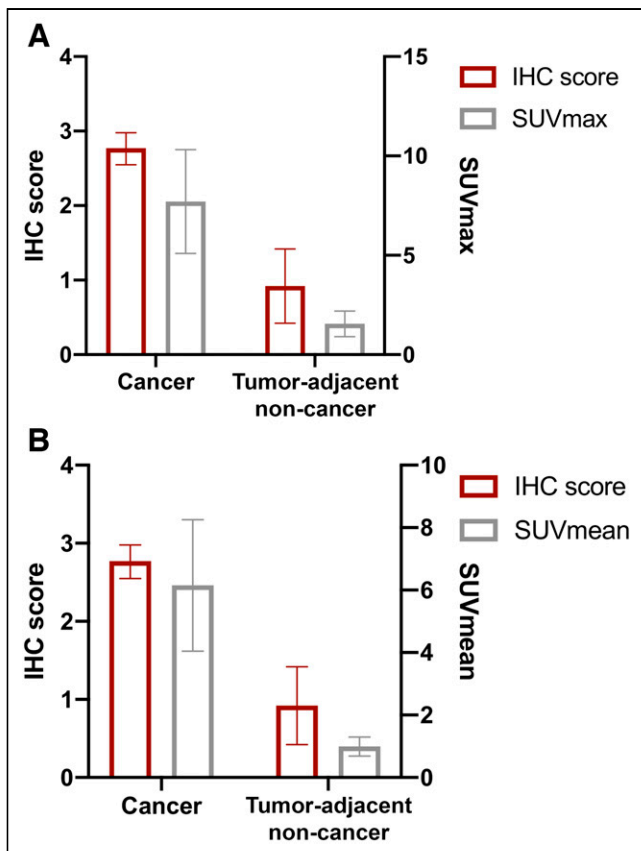 A
4
3
2
1
0
IHC score
15
10
5
0
SUVmax
IHC score
SUVmax
Cancer
Tumor-adjacent
non-cancer
B
4
3
2
1
0
IHC score
10
8
6
4
2
0
SUVmean
IHC score
SUVmean
Cancer
Tumor-adjacent
non-cancer